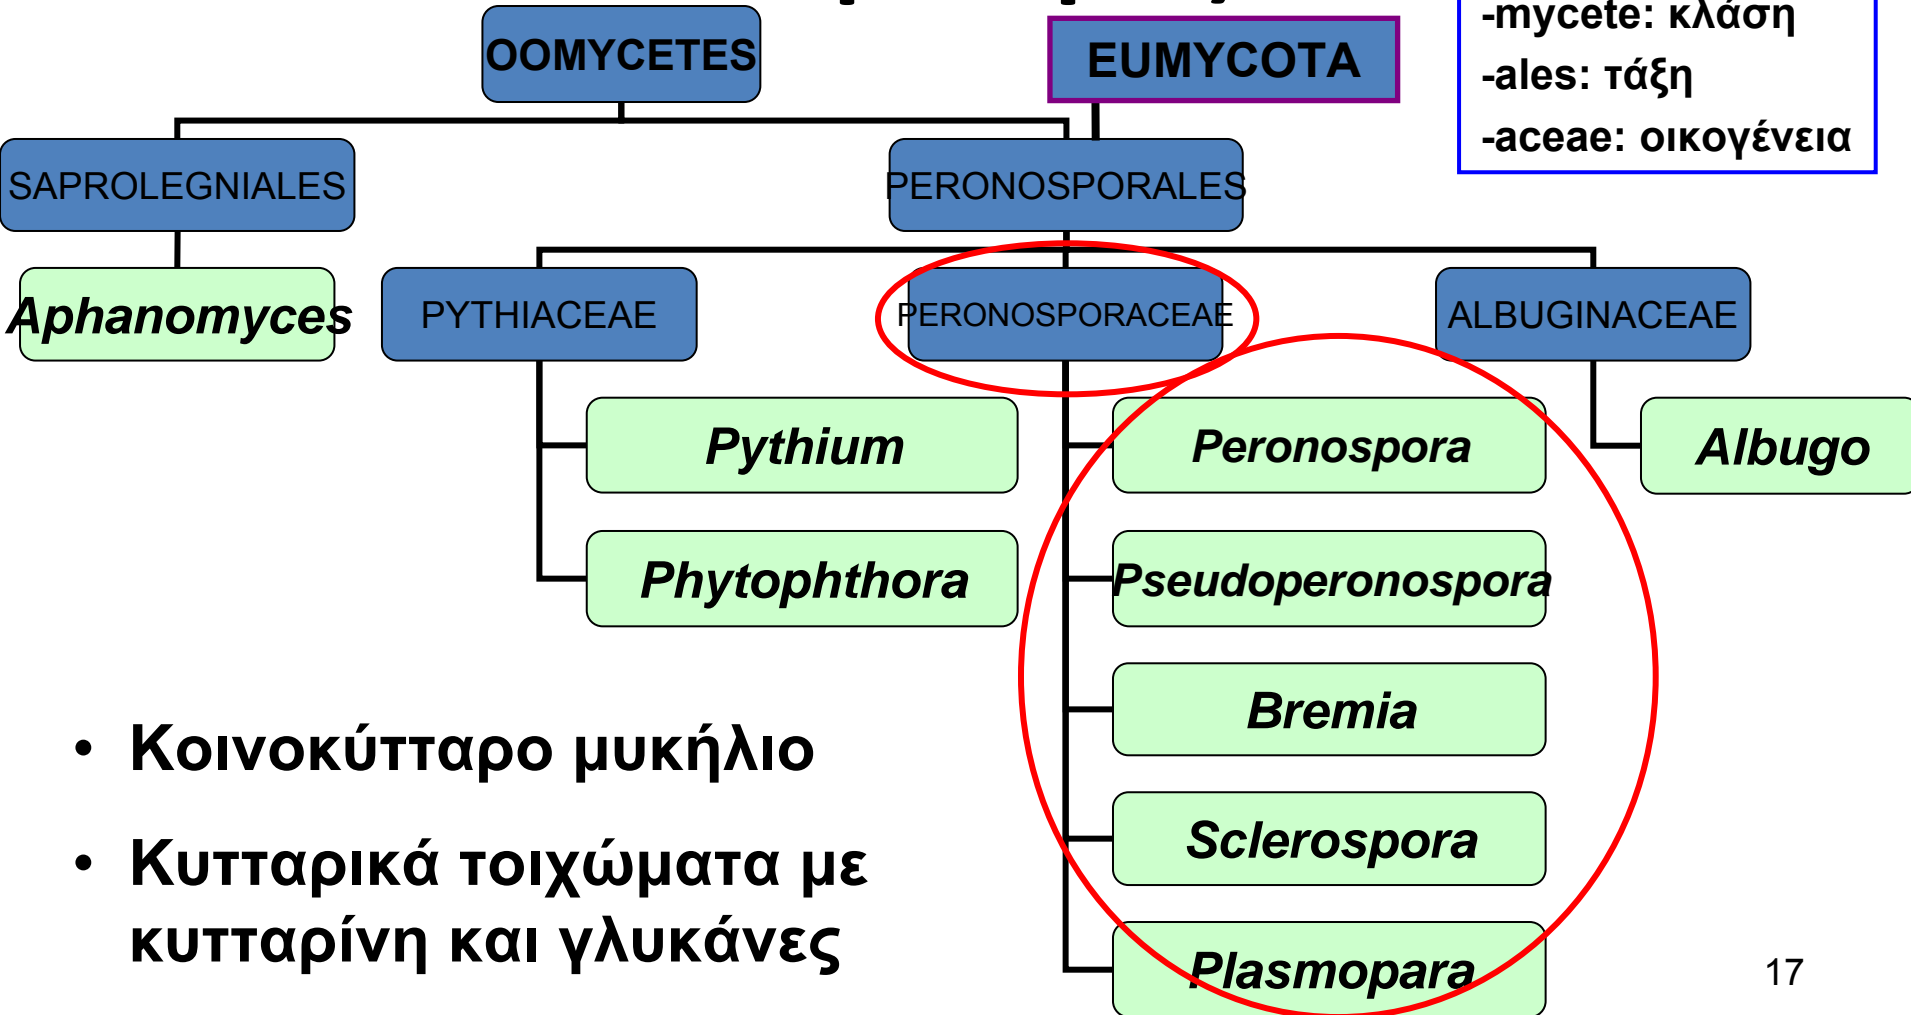 -mycete: κλάση
-ales: τάξη
-aceae: οικογένεια
OOMYCETES
EUMYCOTA
SAPROLEGNIALES
PERONOSPORALES
Aphanomyces
PYTHIACEAE
PERONOSPORACEAE
ALBUGINACEAE
Pythium
Peronospora
Albugo
Phytophthora
Pseudoperonospora
Bremia
Sclerospora
Plasmopara
• Κοινοκύτταρο μυκήλιο
• Κυτταρικά τοιχώματα με
κυτταρίνη και γλυκάνες
17